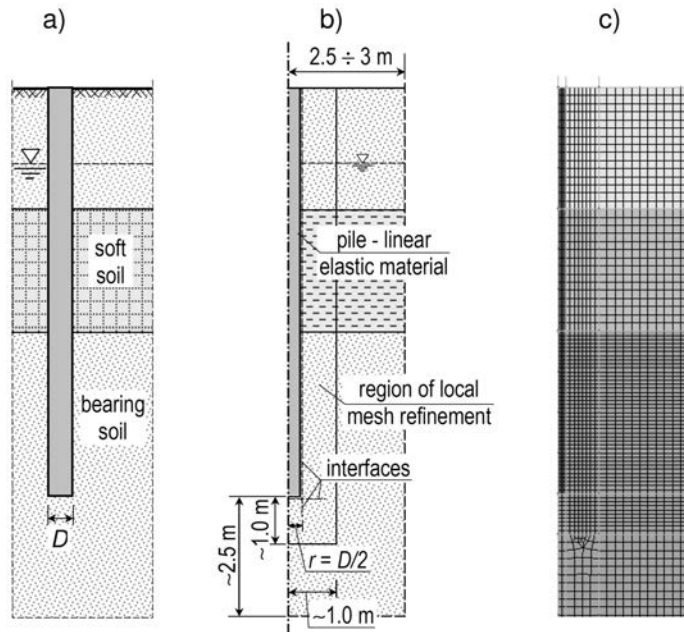 a)
b)
c)
2.5 ÷ 3 m
soft
soil
pile - linear
elastic material
bearing
soil
region of local
mesh refinement
interfaces
D
~2.5 m
~1.0 m
r = D/2
~1.0 m